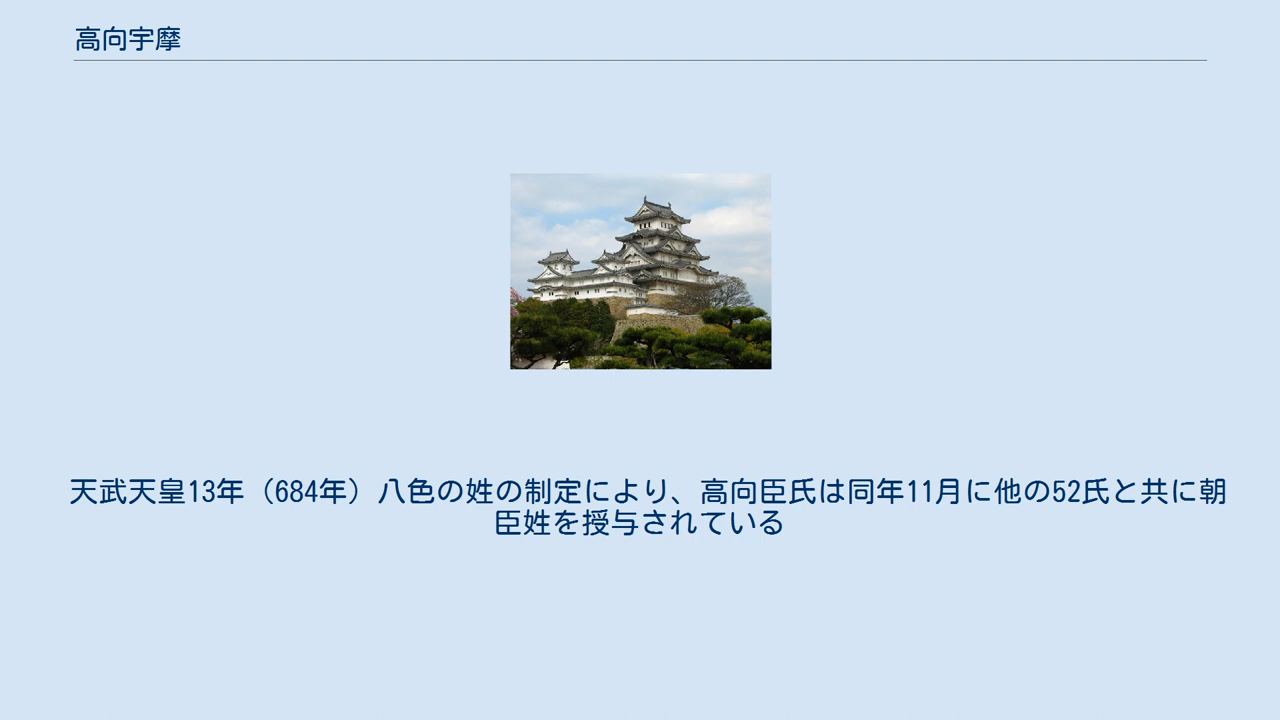 高向宇摩
天武天皇13年（684年）八色の姓の制定により、高向臣氏は同年11月に他の52氏と共に朝
臣姓を授与されている